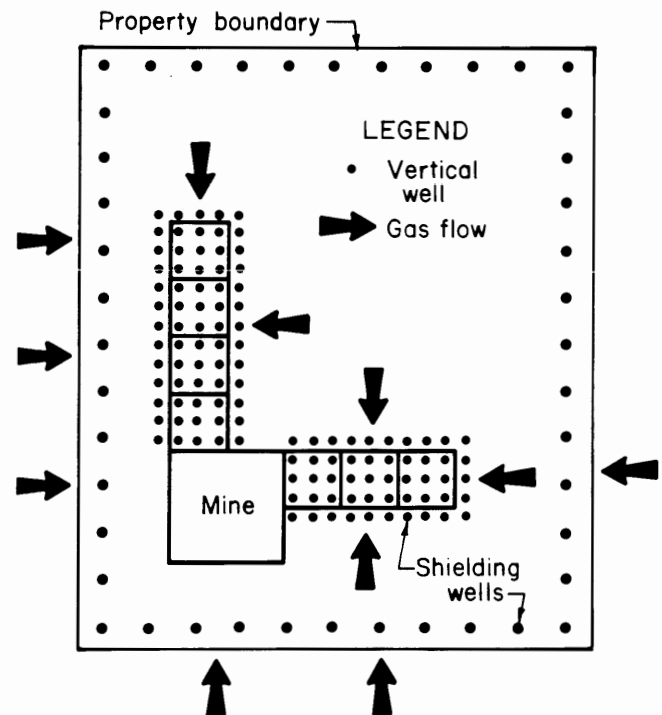 Property boundary
LEGEND
Vertical
well
Gas flow
Mine
Shielding
wells